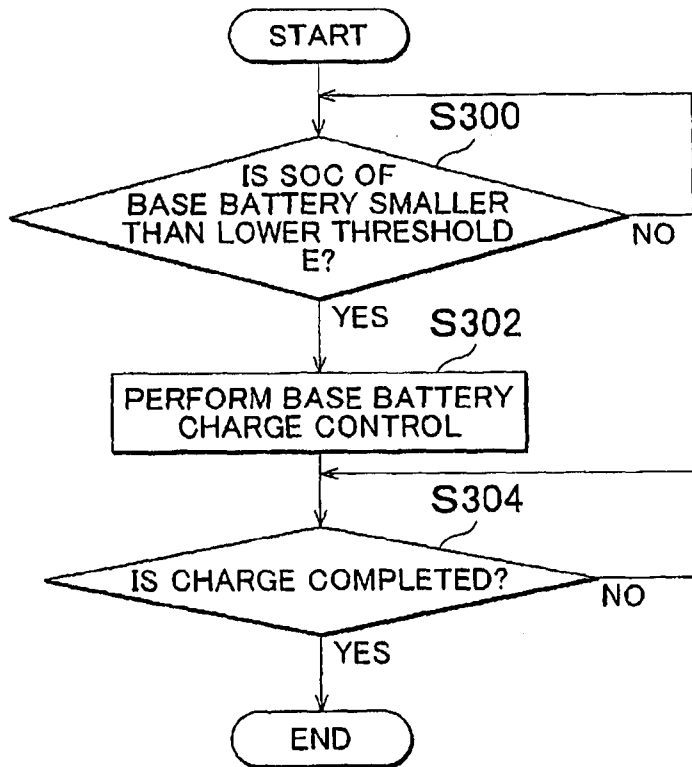 START
S300
IS SOC OF
BASE BATTERY SMALLER
THAN LOWER THRESHOLD
E?
NO
YES
S302
PERFORM BASE BATTERY
CHARGE CONTROL
S304
IS CHARGE COMPLETED?
NO
YES
END